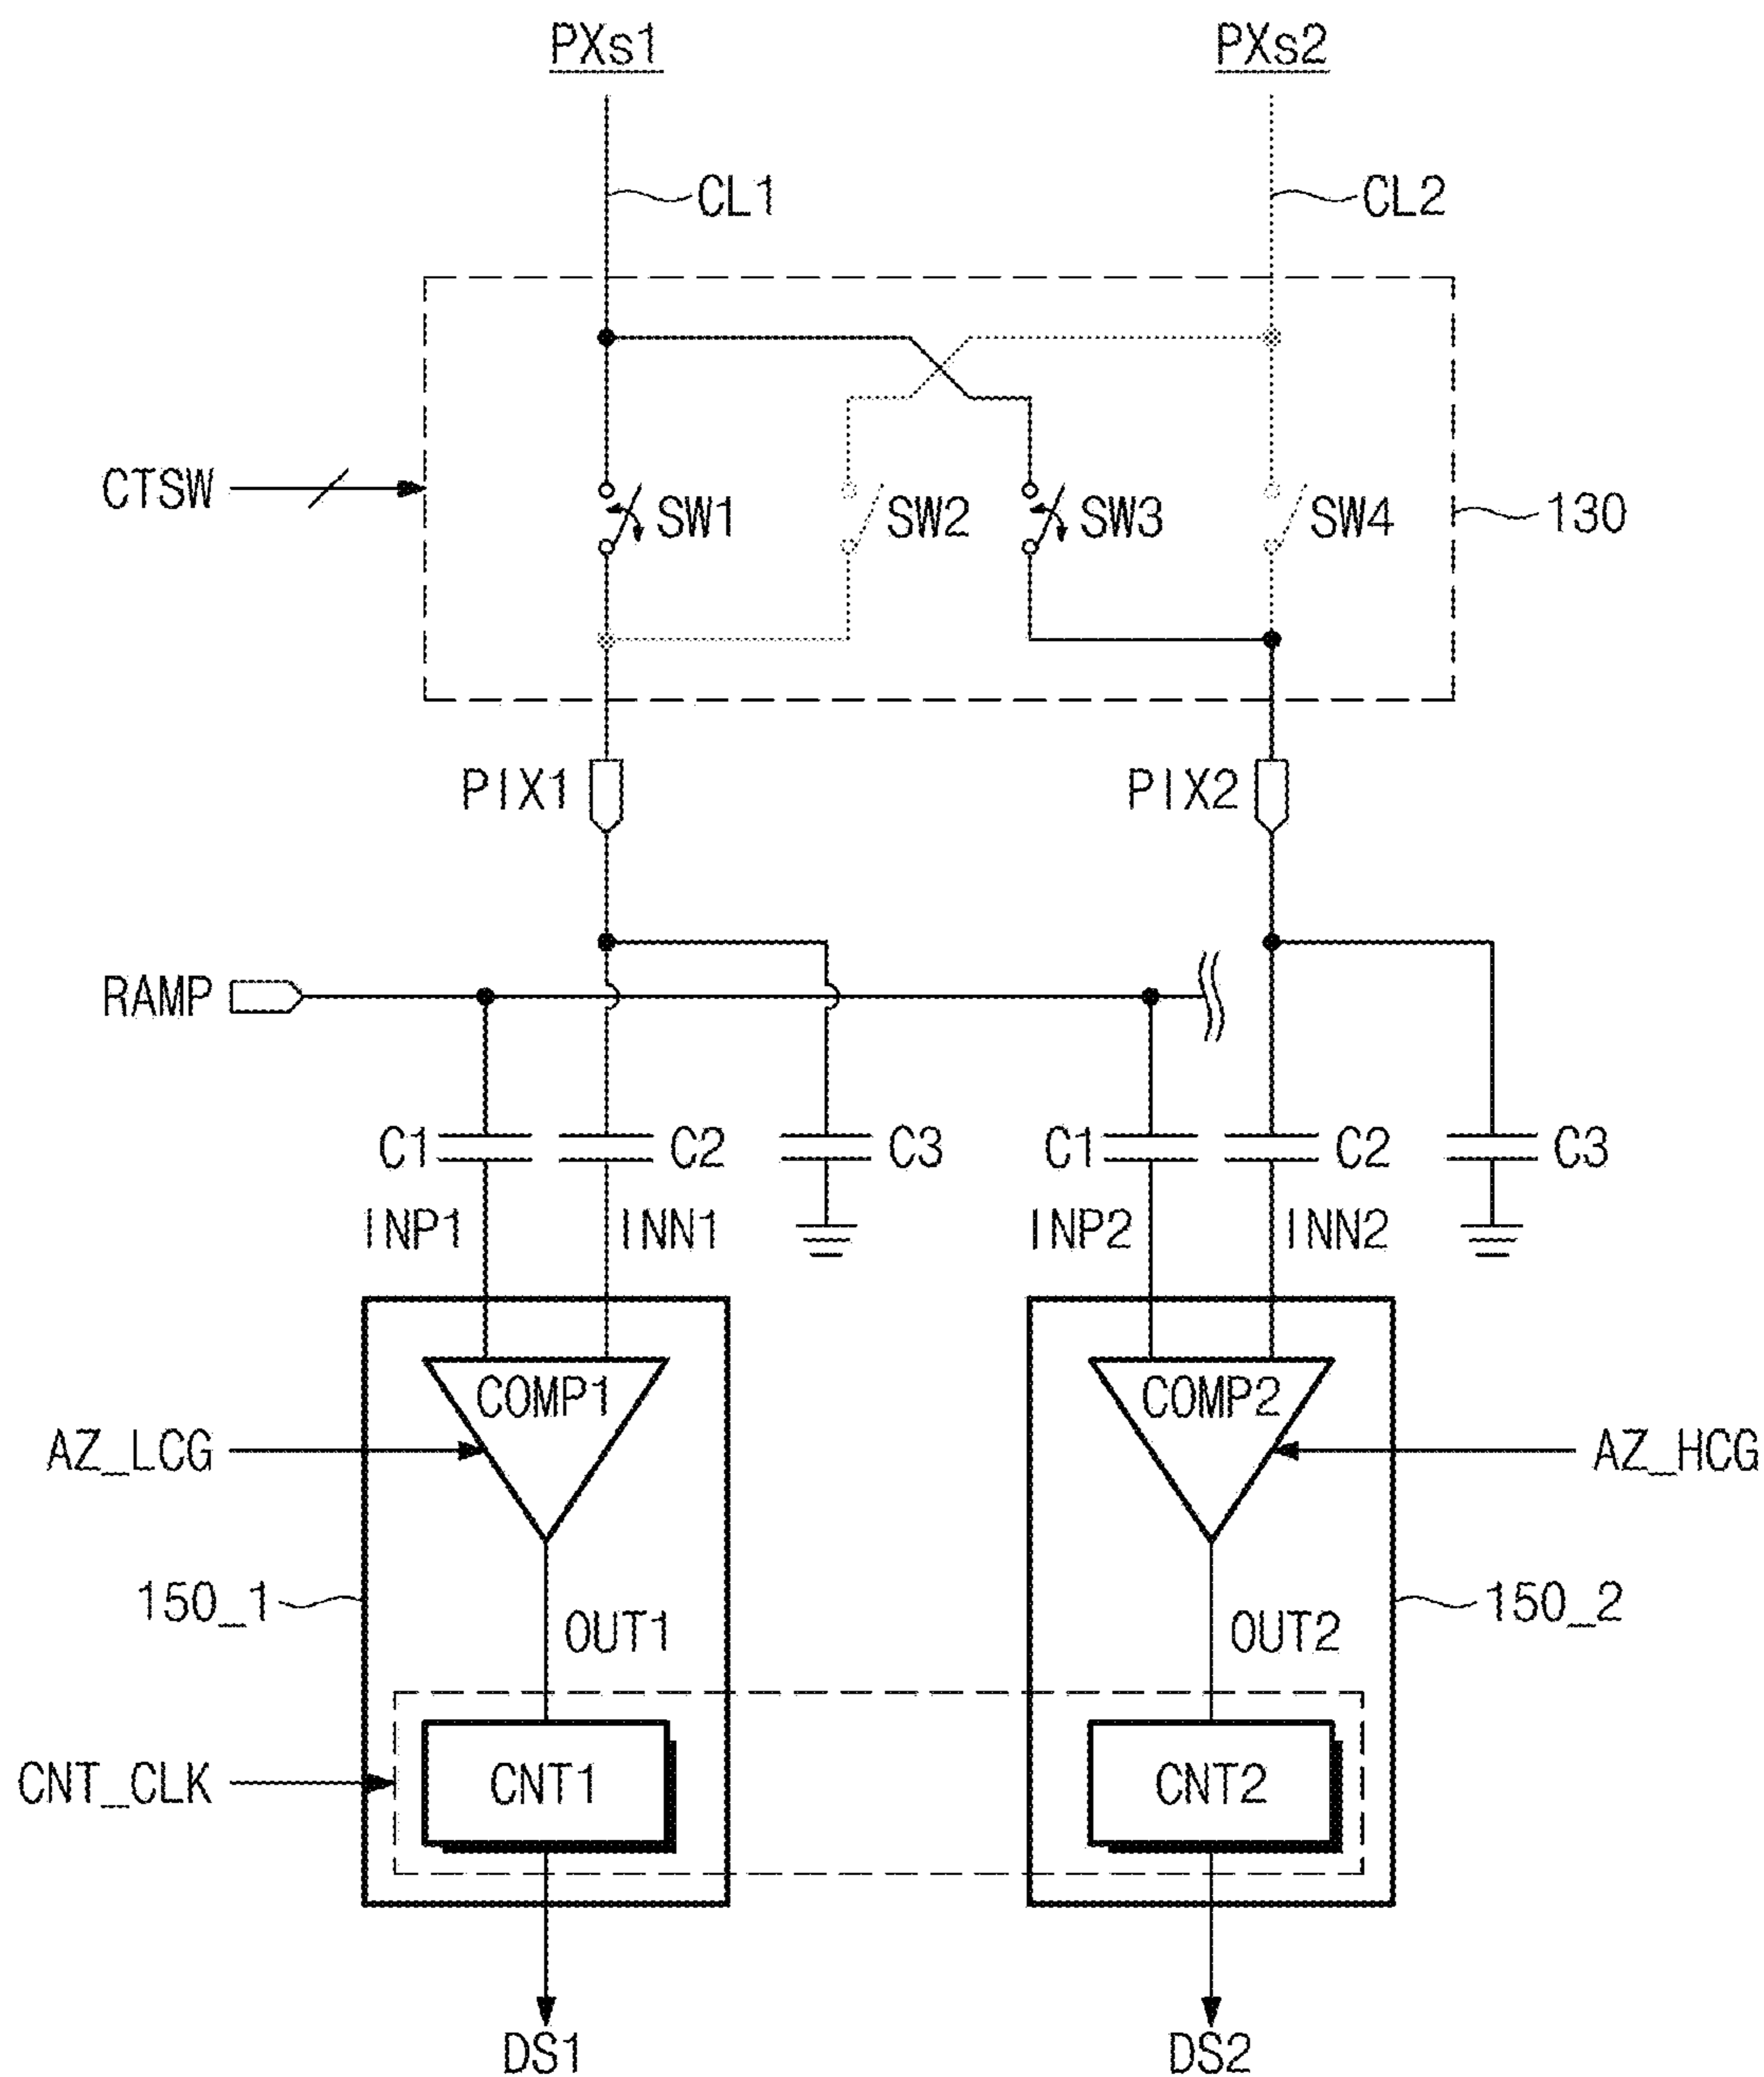 PXs1 PXs2
CL1 CL2
CTSW SW1 SW2 SW3 SW4 130
PIX1 PIX2
RAMP
C1 C2 C3 C1 C2 C3
INP1 INN1 INP2 INN2
COMP1 COMP2
AZ_LCG AZ_HCG
150_1 OUT1 OUT2 150_2
CNT_CLK CNT1 CNT2
DS1 DS2